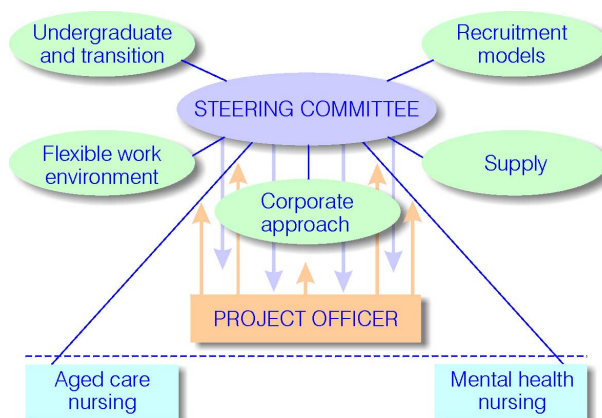 Undergraduate
and transition
Recruitment
models
STEERING COMMITTEE
Flexible work
environment
Supply
Corporate
approach
PROJECT OFFICER
Aged care
nursing
Mental health
nursing